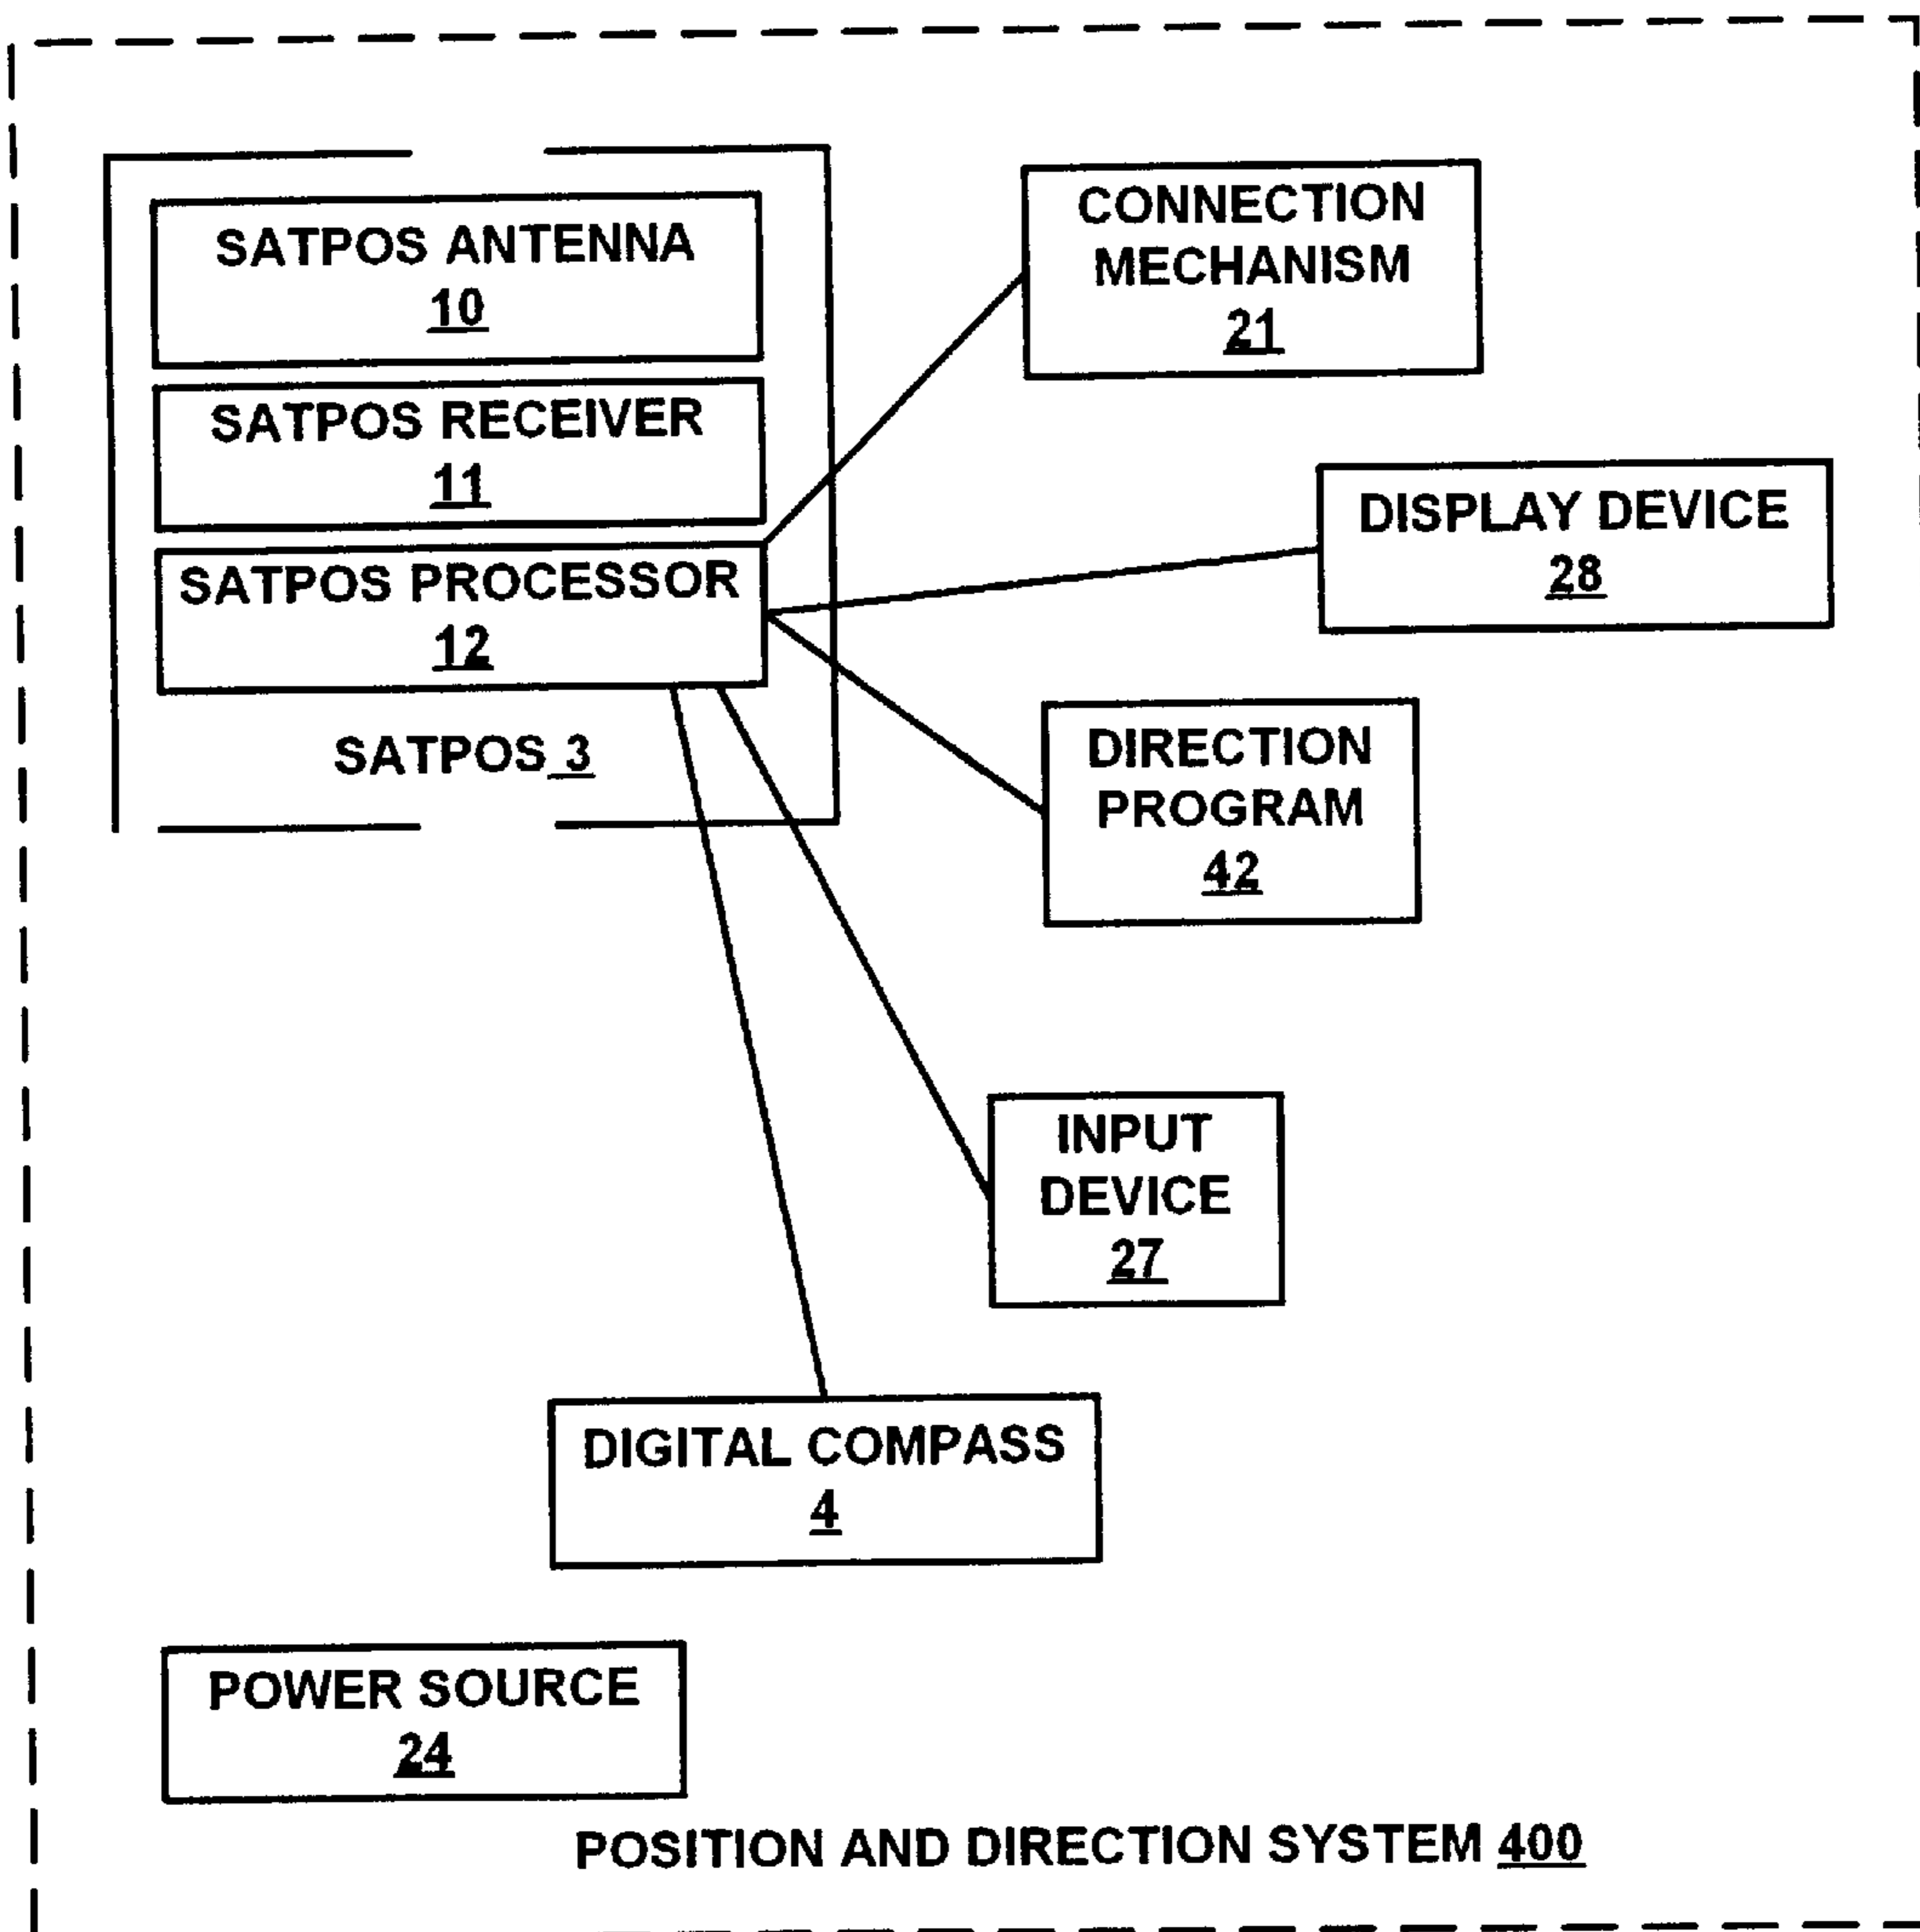 SATPOS ANTENNA
10
SATPOS RECEIVER
11
SATPOS PROCESSOR
12
SATPOS 3
CONNECTION
MECHANISM
21
DISPLAY DEVICE
28
DIRECTION
PROGRAM
42
INPUT
DEVICE
27
DIGITAL COMPASS
4
POWER SOURCE
24
POSITION AND DIRECTION SYSTEM 400